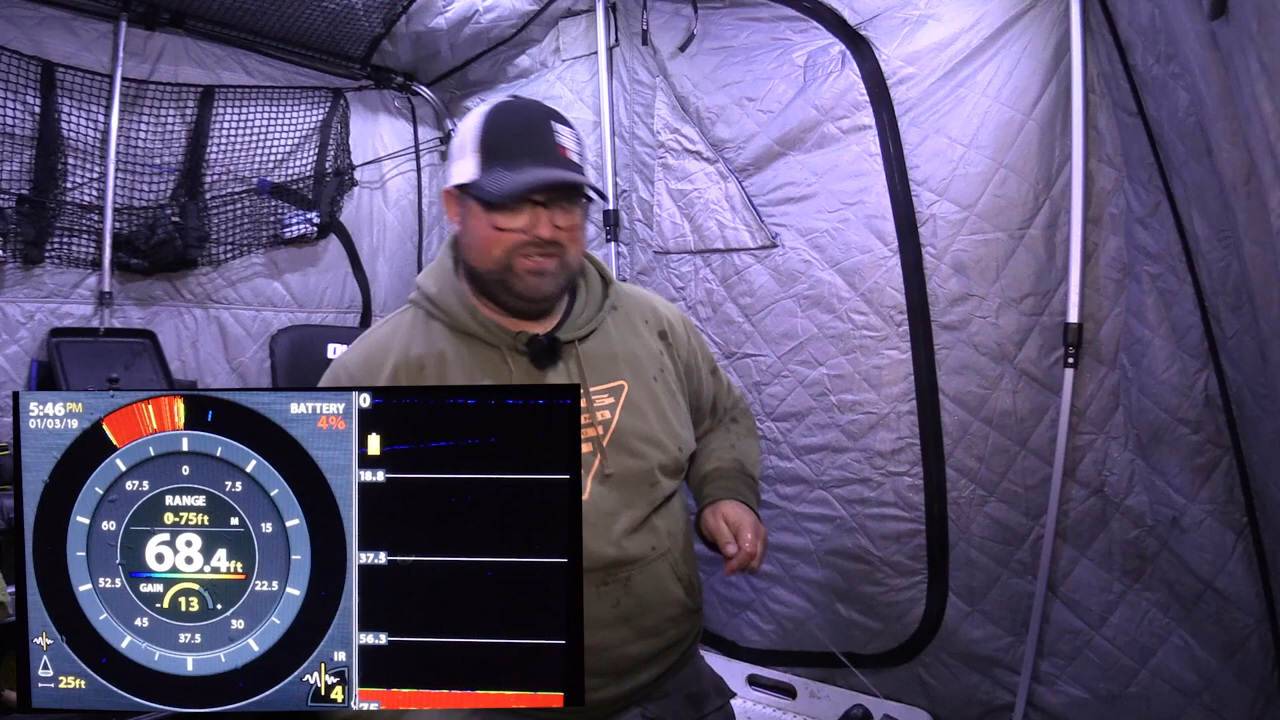 5:46PM
01/03/19
BATTERY
4%
0
7.5
15
22.5
30
37.5
45
52.5
60
67.5
RANGE
0-75ft
M
68.4ft
GAIN
- 13 +
25ft
IR
4
0
18.8
37.5
56.3
75